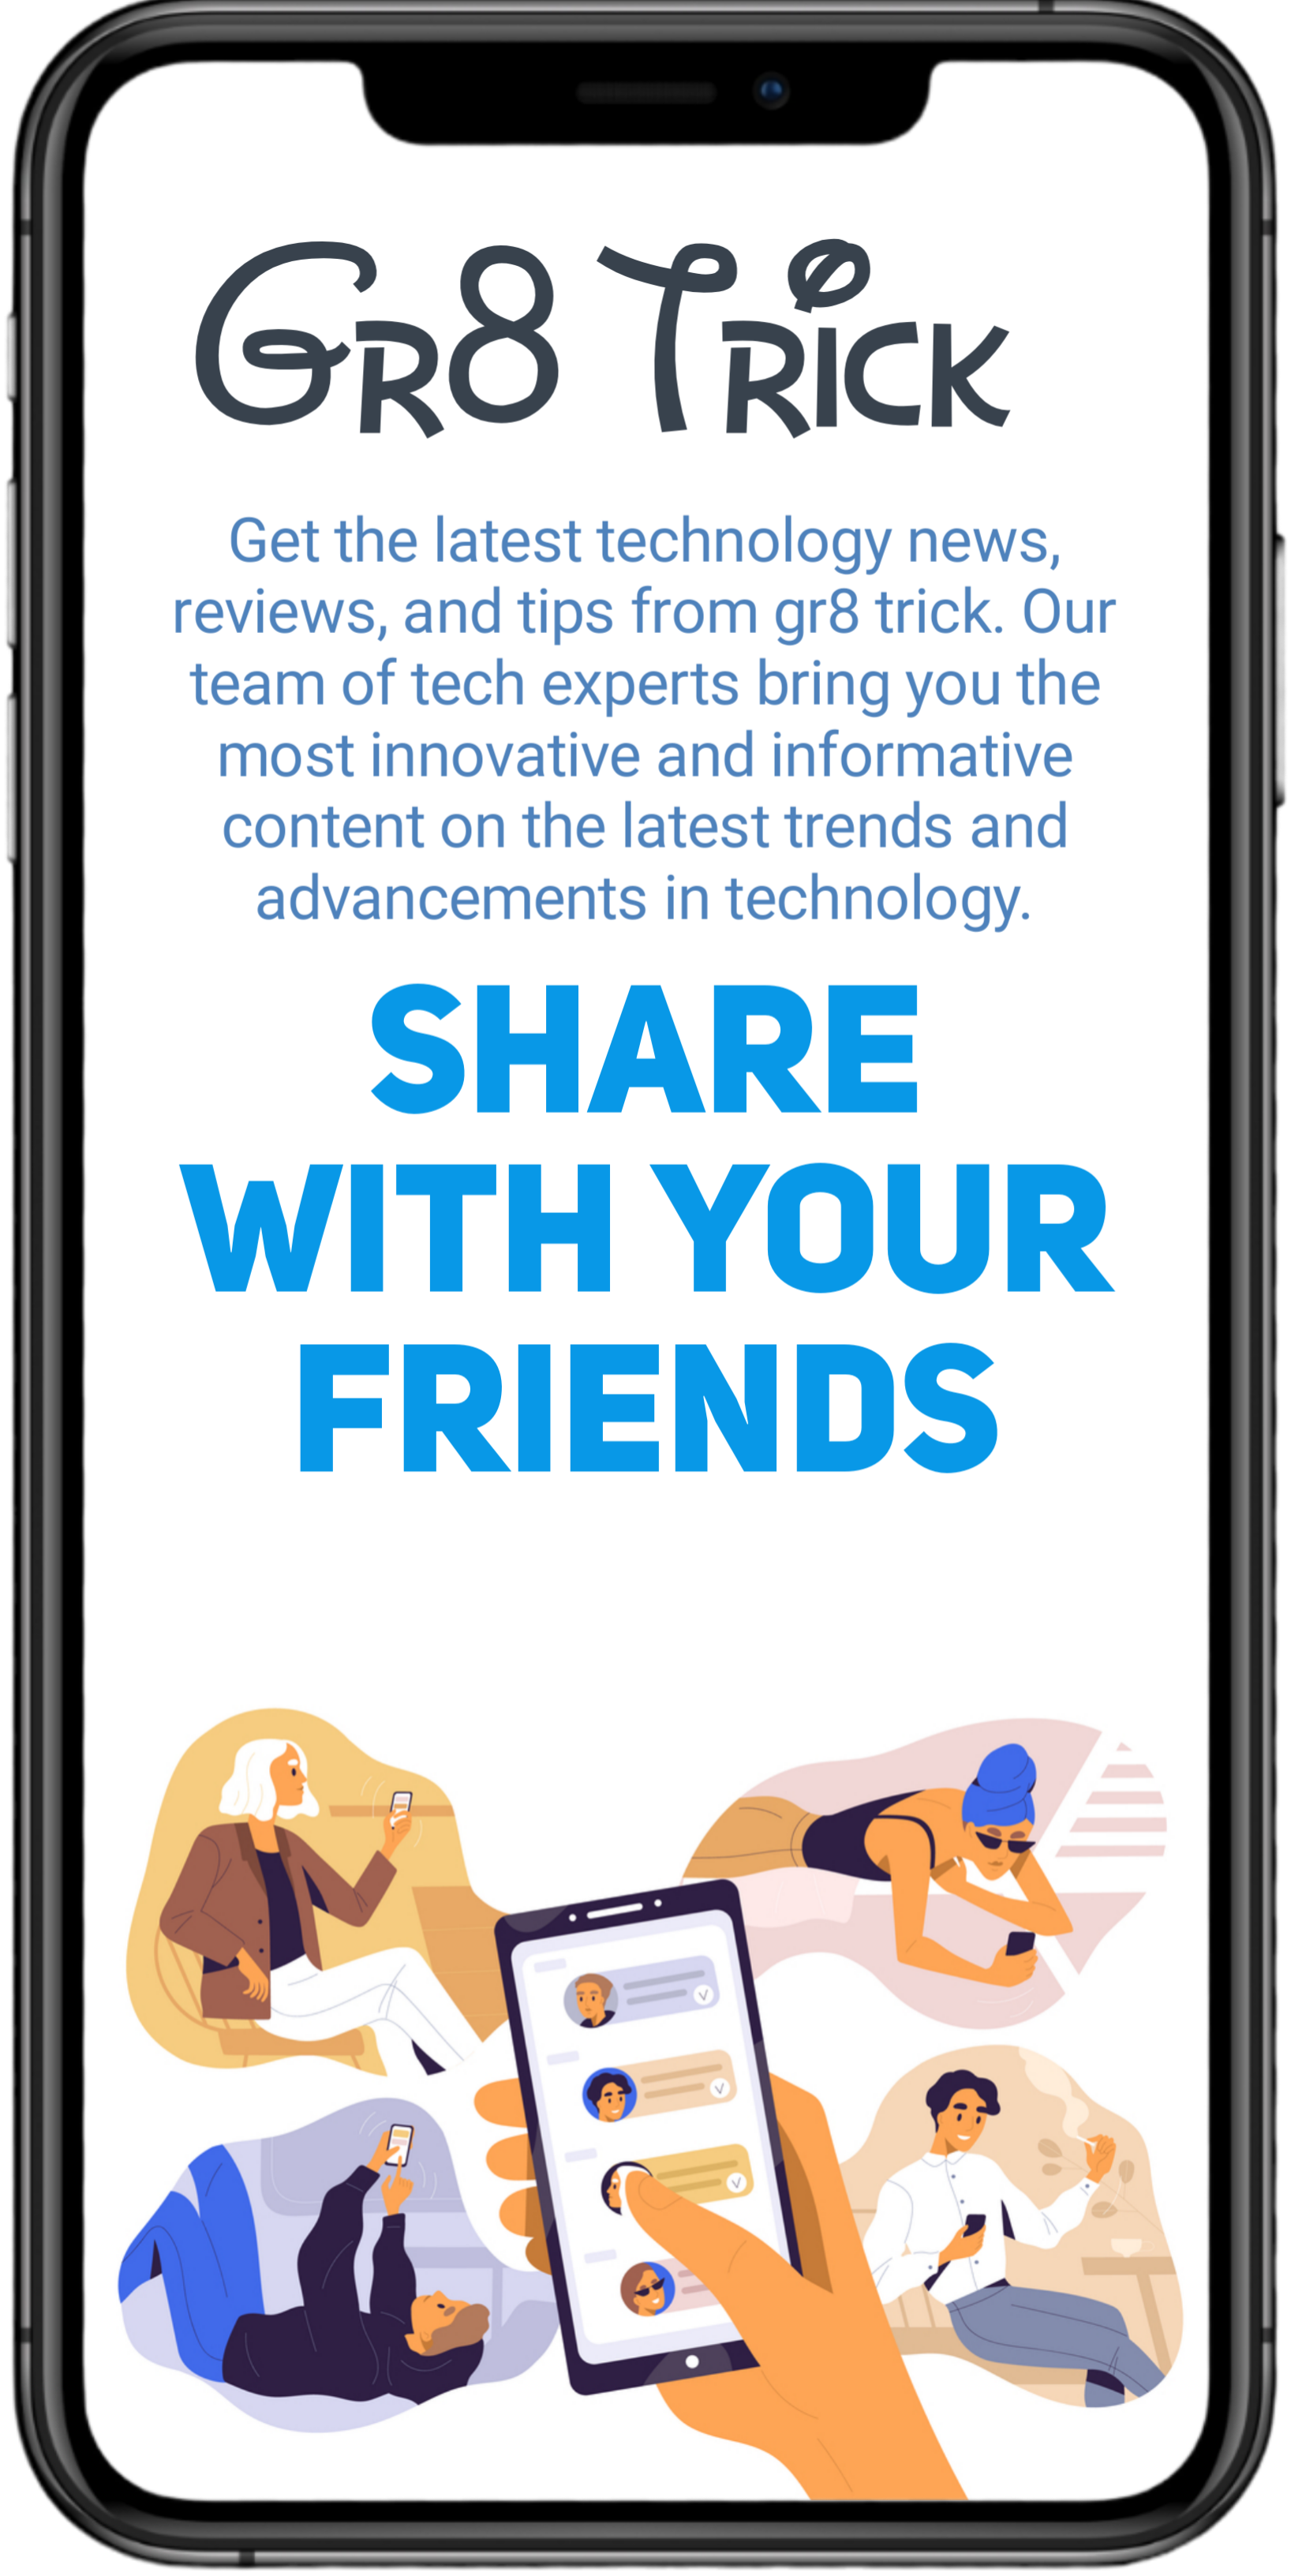 Gr8 Trick
Get the latest technology news,
reviews, and tips from gr8 trick. Our
team of tech experts bring you the
most innovative and informative
content on the latest trends and
advancements in technology.
SHARE
WITH YOUR
FRIENDS